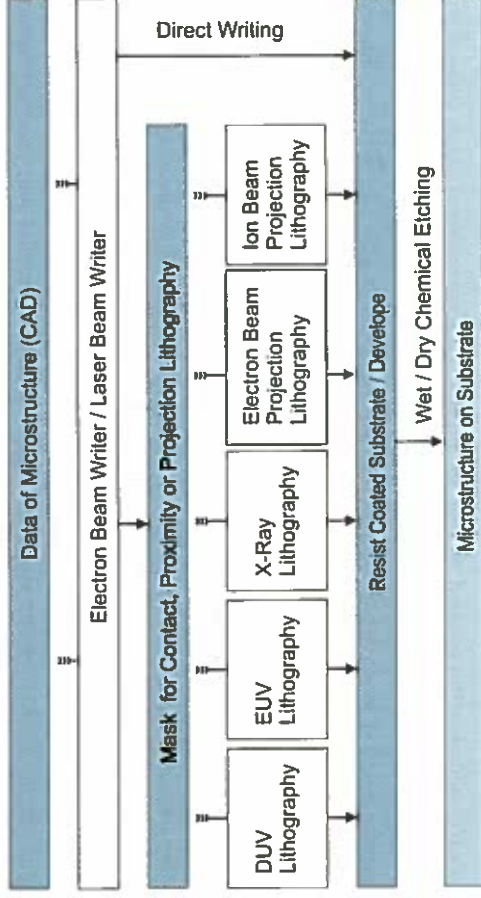 Data of Microstructure (CAD)
Electron Beam Writer / Laser Beam Writer
Direct Writing
Mask for Contact, Proximity or Projection Lithography
DUV
Lithography
EUV
Lithography
X-Ray
Lithography
Electron Beam
Projection
Lithography
Ion Beam
Projection
Lithography
Resist Coated Substrate / Develope
Wet / Dry Chemical Etching
Microstructure on Substrate